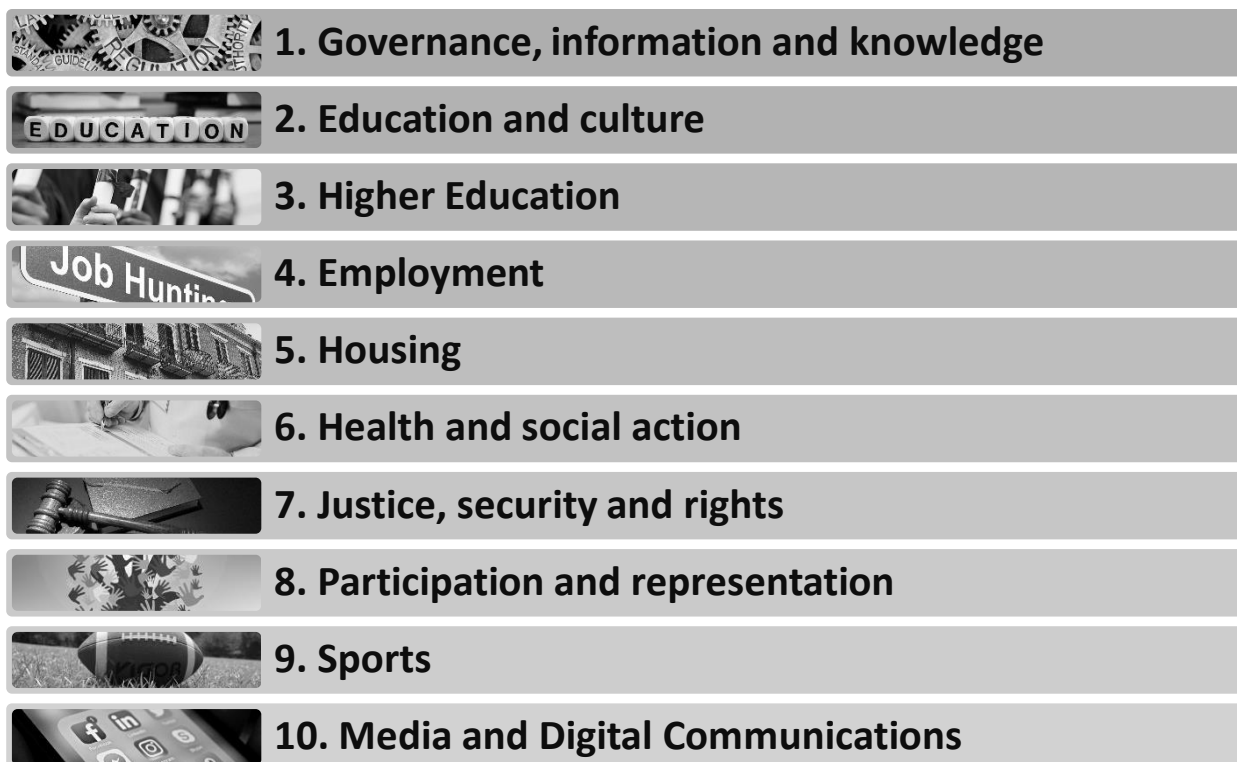 REGULATION
1. Governance, information and knowledge
EDUCATION
2. Education and culture
3. Higher Education
Job Hunting
4. Employment
5. Housing
6. Health and social action
7. Justice, security and rights
8. Participation and representation
9. Sports
10. Media and Digital Communications